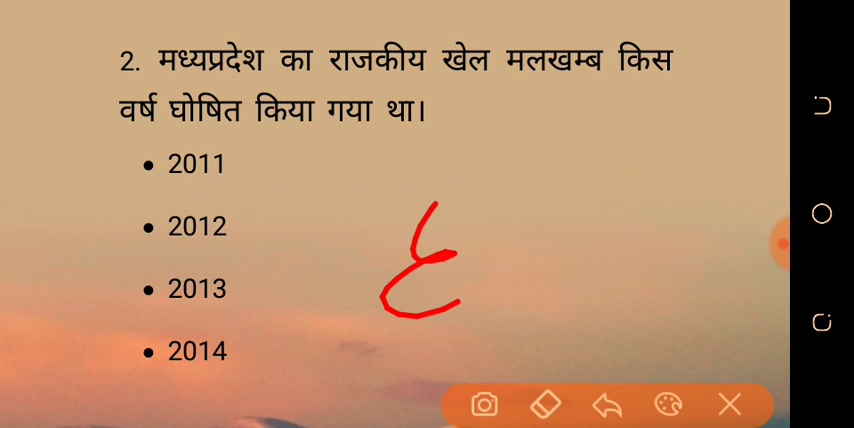 2. मध्यप्रदेश का राजकीय खेल मलखम्ब किस
वर्ष घोषित किया गया था।
• 2011
• 2012
• 2013
• 2014